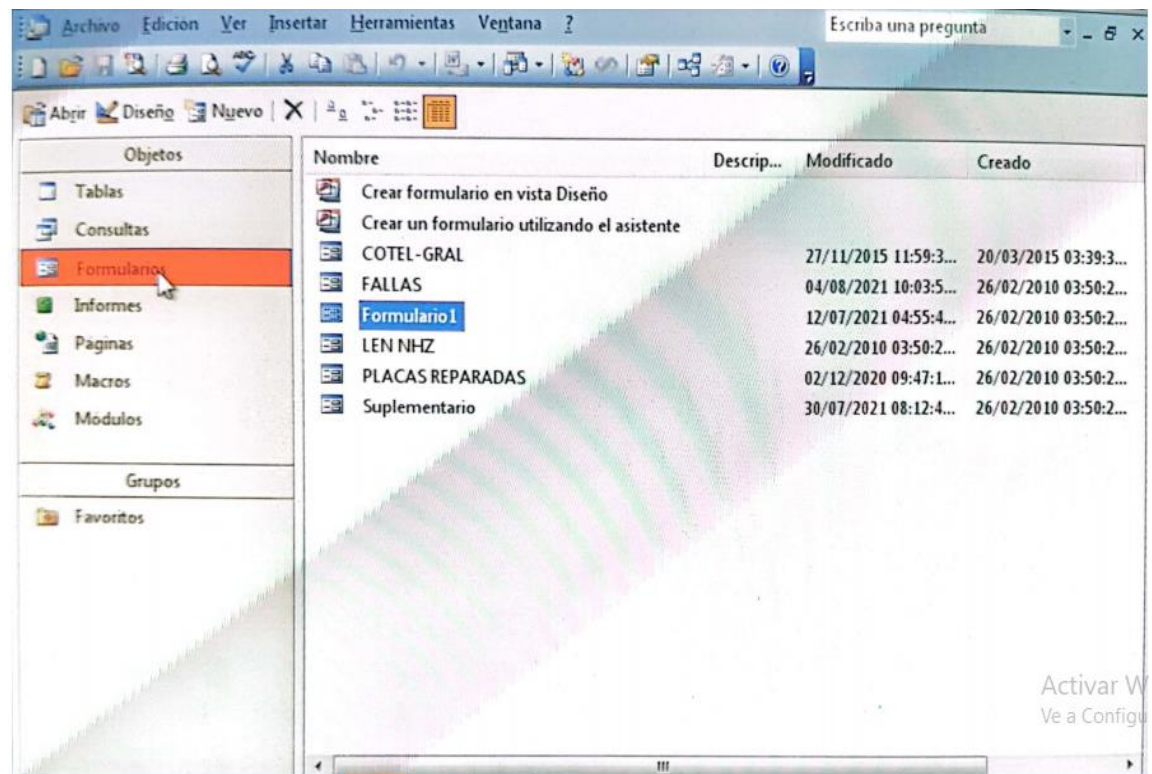 Archivo Edición Ver Insertar Herramientas Ventana ? Escriba una pregunta
Abrir Diseño Nuevo
Objetos
Tablas
Consultas
Formularios
Informes
Páginas
Macros
Módulos
Grupos
Favoritos
Nombre Descrip... Modificado Creado
Crear formulario en vista Diseño
Crear un formulario utilizando el asistente
COTEL-GRAL 27/11/2015 11:59:3... 20/03/2015 03:39:3...
FALLAS 04/08/2021 10:03:5... 26/02/2010 03:50:2...
Formulario1 12/07/2021 04:55:4... 26/02/2010 03:50:2...
LEN NHZ 26/02/2010 03:50:2... 26/02/2010 03:50:2...
PLACAS REPARADAS 02/12/2020 09:47:1... 26/02/2010 03:50:2...
Suplementario 30/07/2021 08:12:4... 26/02/2010 03:50:2...
Activar W
Ve a Configu